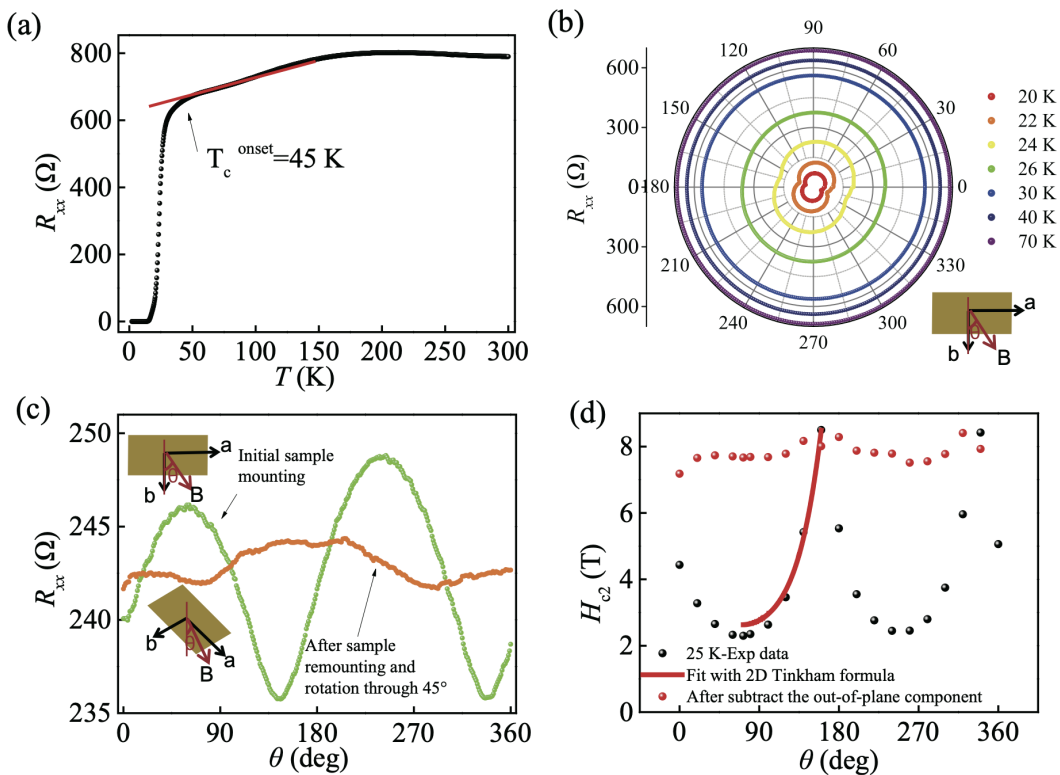 (a)
800
600
400
200
0
R_xx (Ω)
T_c^onset=45 K
0 50 100 150 200 250 300
T (K)
(b)
600
300
0
300
600
R_xx (Ω)
90
120 60
150 30
180 0
210 330
240 300
270
20 K
22 K
24 K
26 K
30 K
40 K
70 K
a
θ
b B
(c)
250
245
240
235
R_xx (Ω)
a
θ
b B
Initial sample
mounting
θ
b a
B
After sample
remounting and
rotation through 45°
0 90 180 270 360
θ (deg)
(d)
8
6
4
2
0
H_c2 (T)
25 K-Exp data
Fit with 2D Tinkham formula
After subtract the out-of-plane component
0 90 180 270 360
θ (deg)